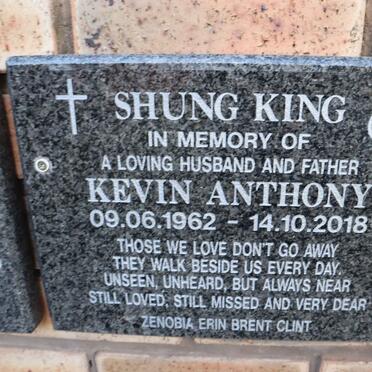 SHUNG KING
IN MEMORY OF
A LOVING HUSBAND AND FATHER
KEVIN ANTHONY
09.06.1962 - 14.10.2018
THOSE WE LOVE DON'T GO AWAY
THEY WALK BESIDE US EVERY DAY.
UNSEEN, UNHEARD, BUT ALWAYS NEAR
STILL LOVED, STILL MISSED AND VERY DEAR
ZENOBIA ERIN BRENT CLINT